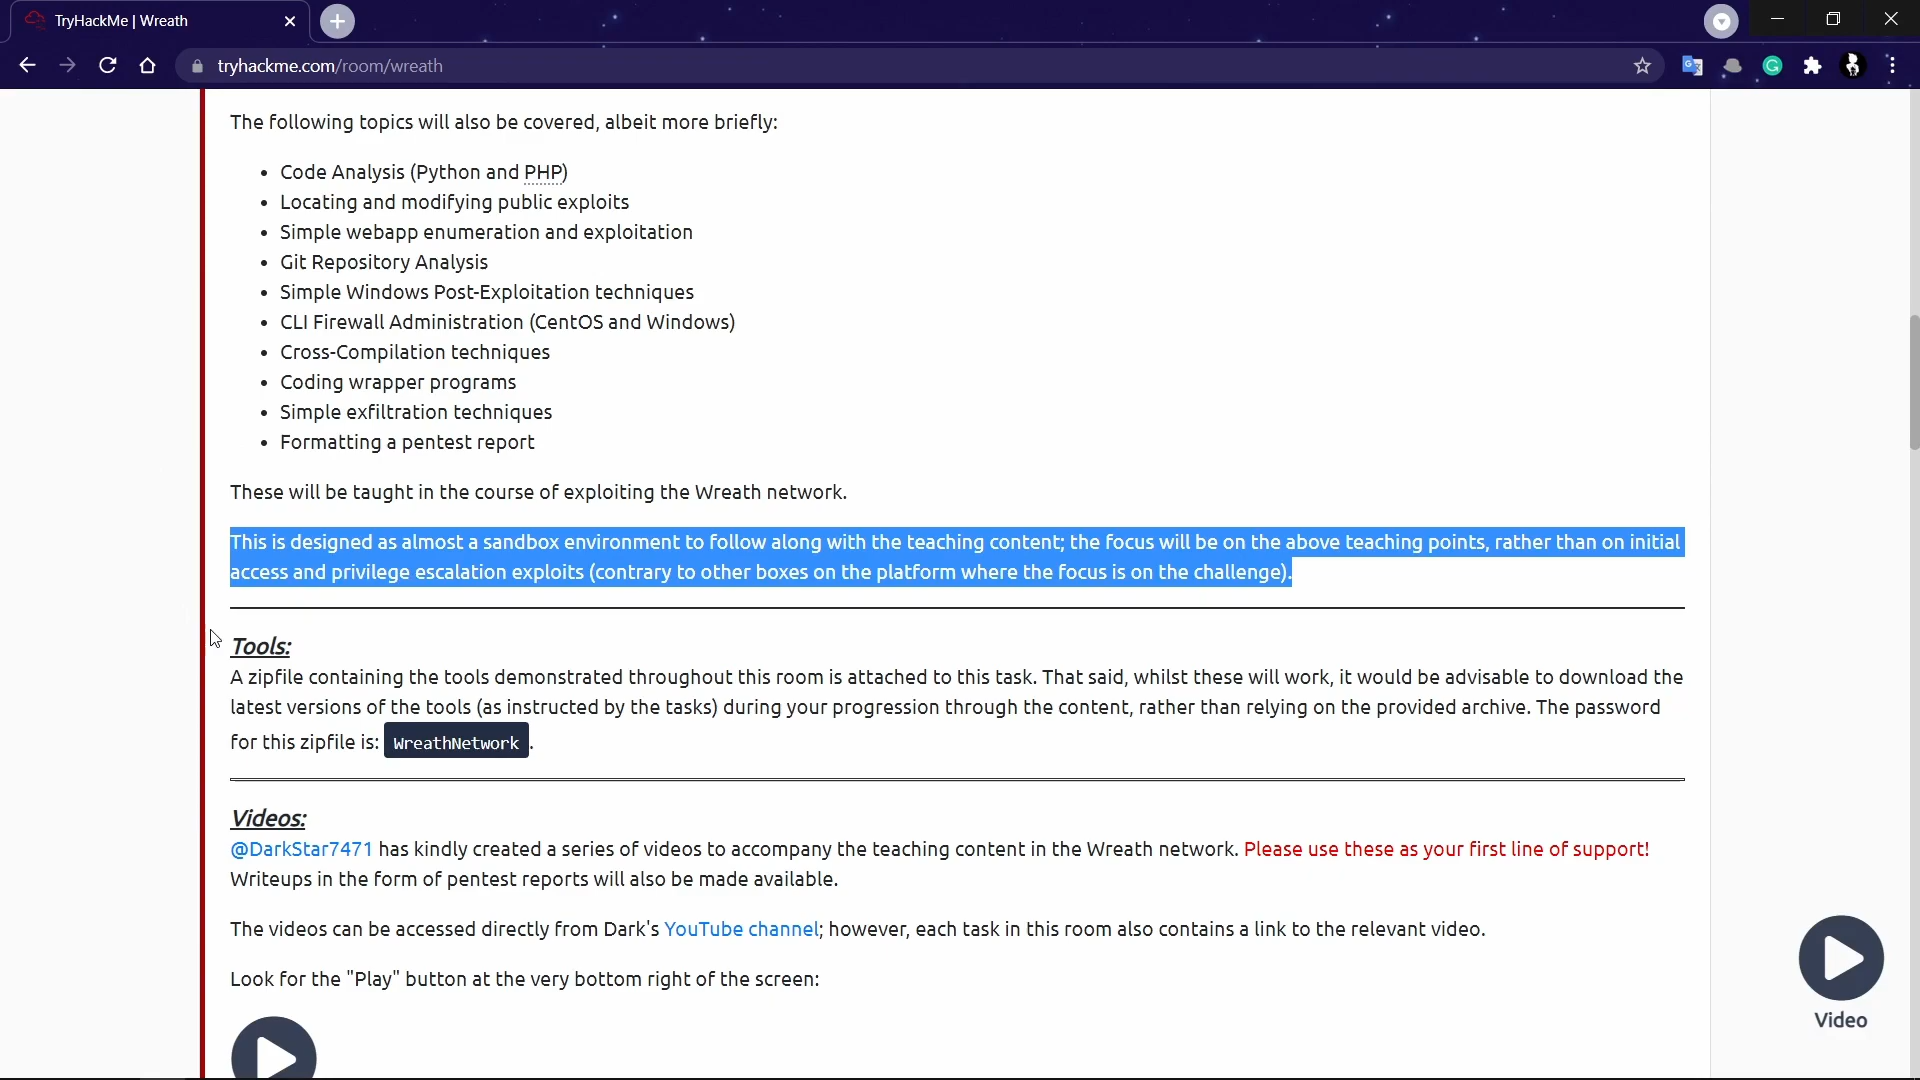 TryHackMe | Wreath
tryhackme.com/room/wreath
The following topics will also be covered, albeit more briefly:
• Code Analysis (Python and PHP)
• Locating and modifying public exploits
• Simple webapp enumeration and exploitation
• Git Repository Analysis
• Simple Windows Post-Exploitation techniques
• CLI Firewall Administration (CentOS and Windows)
• Cross-Compilation techniques
• Coding wrapper programs
• Simple exfiltration techniques
• Formatting a pentest report
These will be taught in the course of exploiting the Wreath network.
This is designed as almost a sandbox environment to follow along with the teaching content; the focus will be on the above teaching points, rather than on initial
access and privilege escalation exploits (contrary to other boxes on the platform where the focus is on the challenge).
Tools:
A zipfile containing the tools demonstrated throughout this room is attached to this task. That said, whilst these will work, it would be advisable to download the
latest versions of the tools (as instructed by the tasks) during your progression through the content, rather than relying on the provided archive. The password
for this zipfile is: WreathNetwork.
Videos:
@DarkStar7471 has kindly created a series of videos to accompany the teaching content in the Wreath network. Please use these as your first line of support!
Writeups in the form of pentest reports will also be made available.
The videos can be accessed directly from Dark's YouTube channel; however, each task in this room also contains a link to the relevant video.
Look for the "Play" button at the very bottom right of the screen:
Video